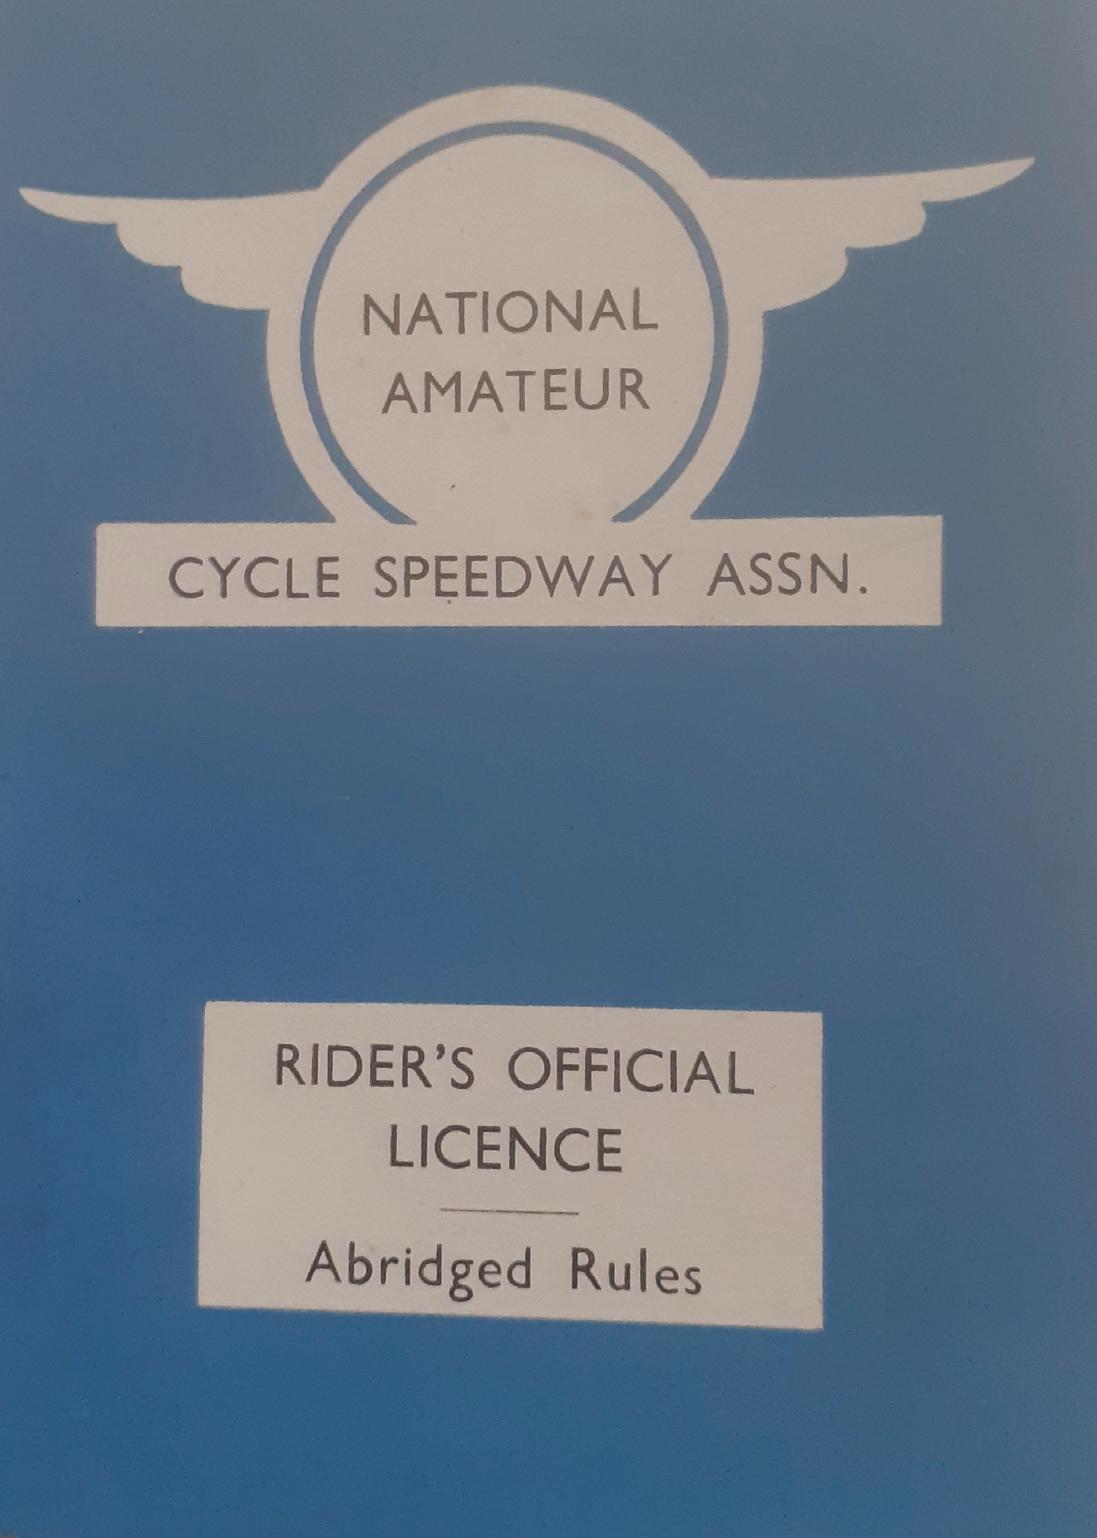 NATIONAL
AMATEUR
CYCLE SPEEDWAY ASSN.
RIDER'S OFFICIAL
LICENCE
Abridged Rules